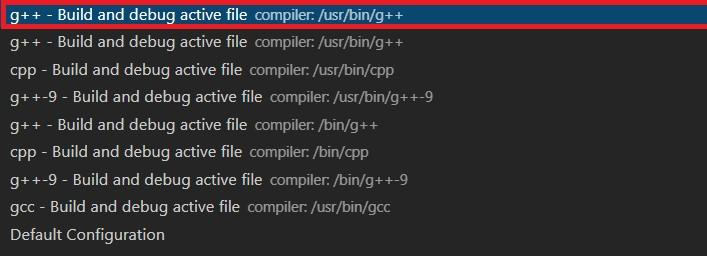 g++ - Build and debug active file compiler: /usr/bin/g++
g++ - Build and debug active file compiler: /usr/bin/g++
cpp - Build and debug active file compiler: /usr/bin/cpp
g++-9 - Build and debug active file compiler: /usr/bin/g++-9
g++ - Build and debug active file compiler: /bin/g++
cpp - Build and debug active file compiler: /bin/cpp
g++-9 - Build and debug active file compiler: /bin/g++-9
gcc - Build and debug active file compiler: /usr/bin/gcc
Default Configuration